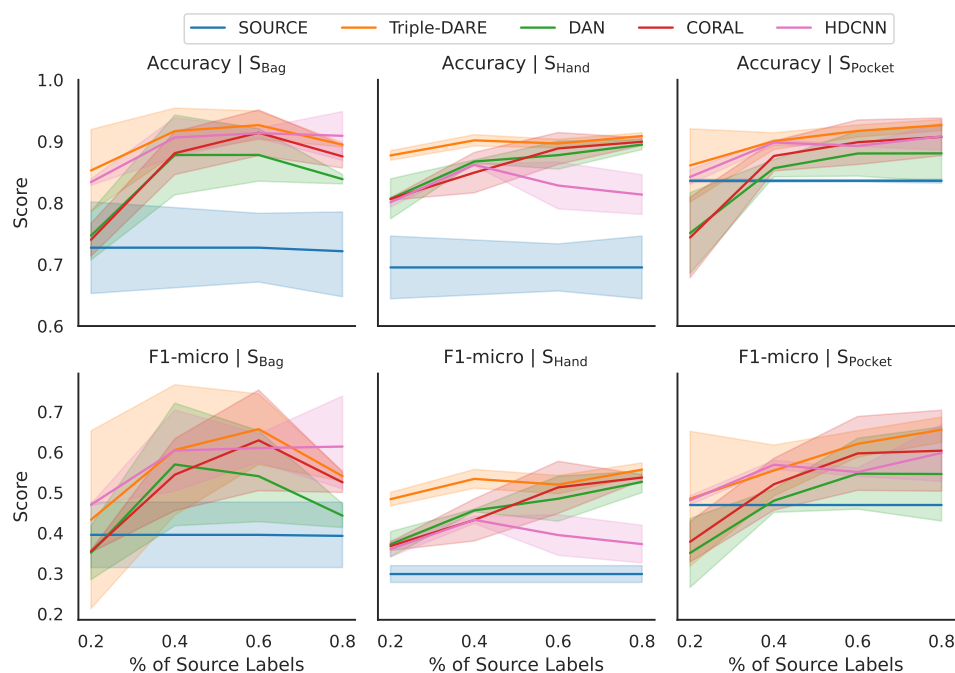 SOURCE Triple-DARE DAN CORAL HDCNN
Accuracy | S_Bag Accuracy | S_Hand Accuracy | S_Pocket
1.0
0.9
0.8
0.7
0.6
Score
F1-micro | S_Bag F1-micro | S_Hand F1-micro | S_Pocket
0.7
0.6
0.5
0.4
0.3
0.2
Score
0.2 0.4 0.6 0.8 0.2 0.4 0.6 0.8 0.2 0.4 0.6 0.8
% of Source Labels % of Source Labels % of Source Labels